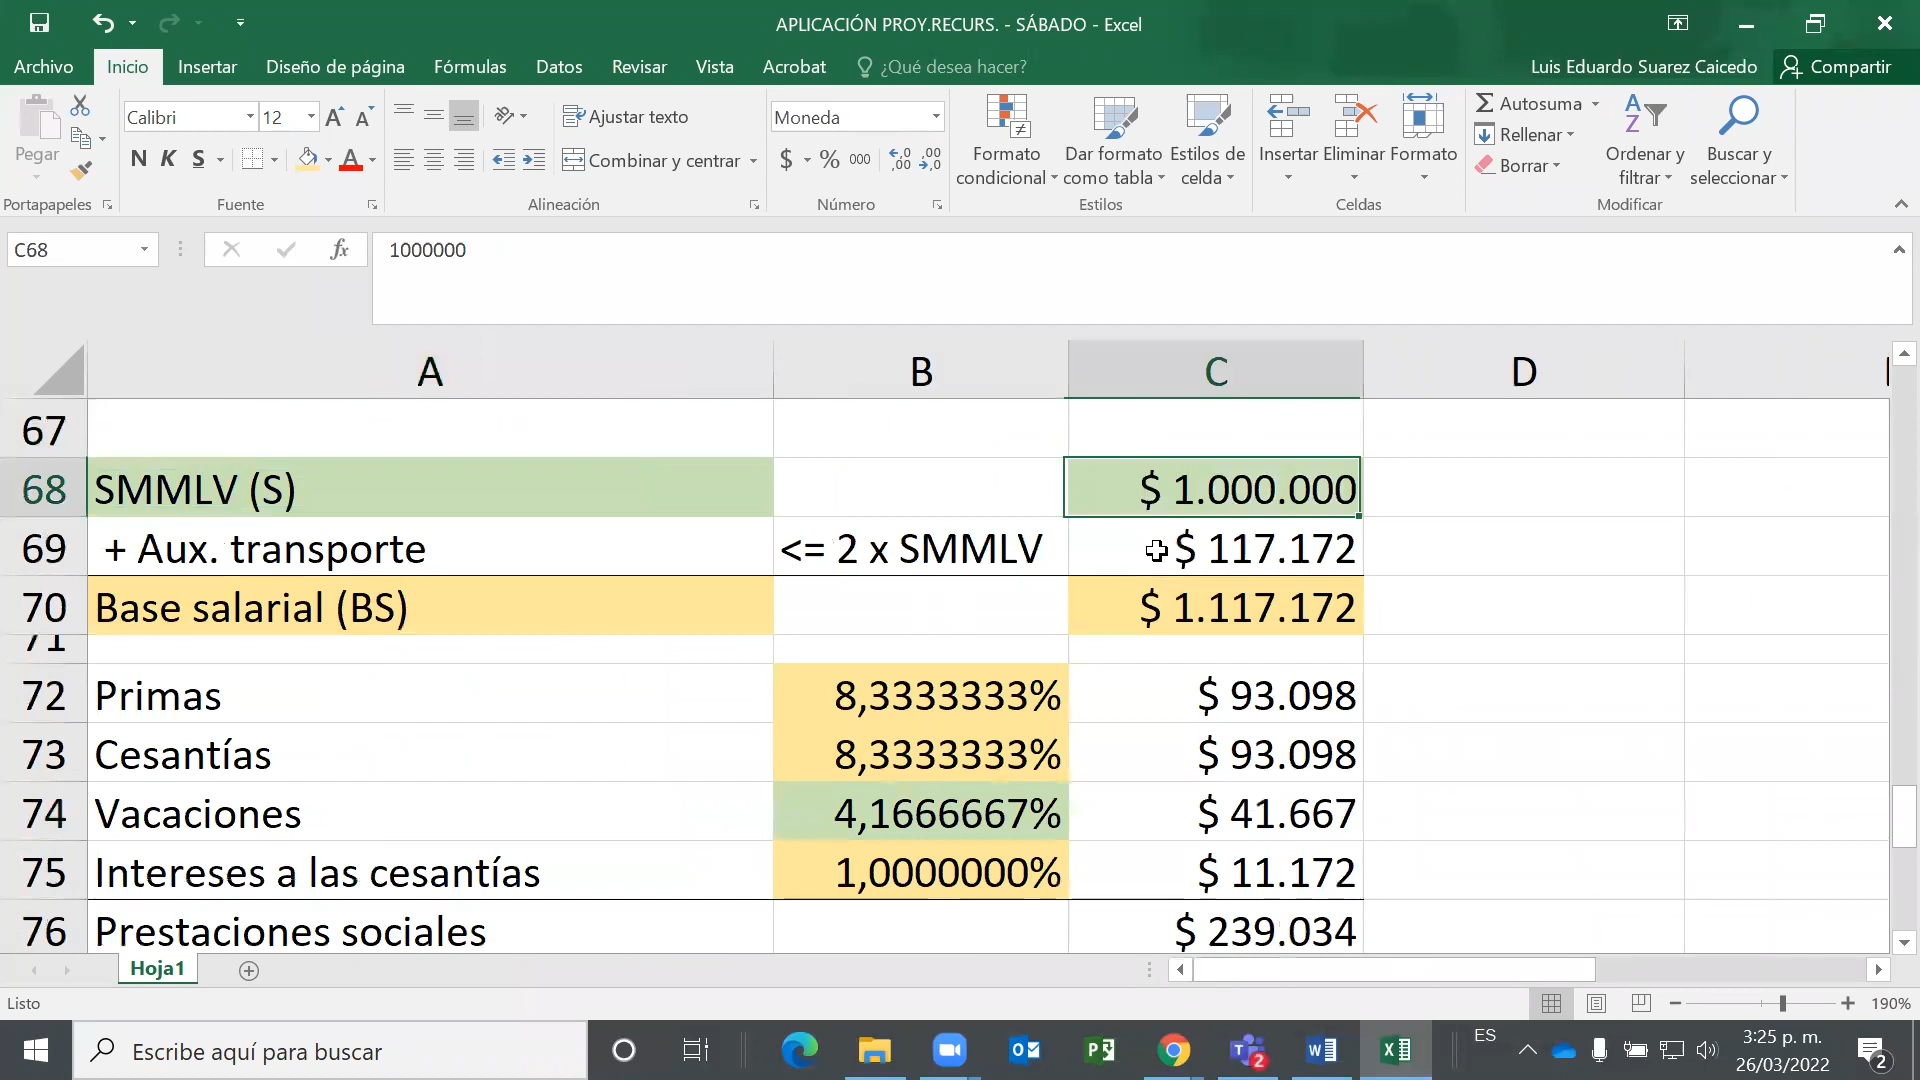 APLICACIÓN PROY.RECURS. - SÁBADO - Excel
Archivo Inicio Insertar Diseño de página Fórmulas Datos Revisar Vista Acrobat ¿Qué desea hacer? Luis Eduardo Suarez Caicedo Compartir
Pegar
Portapapeles
Calibri 12
N K S
Fuente
Ajustar texto
Combinar y centrar
Alineación
Moneda
$ % 000
Número
Formato condicional
Dar formato como tabla
Estilos de celda
Estilos
Insertar Eliminar Formato
Celdas
Autosuma
Rellenar
Borrar
Ordenar y filtrar
Buscar y seleccionar
Modificar
C68 fx 1000000
A B C D
67
68 SMMLV (S) $ 1.000.000
69 + Aux. transporte <= 2 x SMMLV $ 117.172
70 Base salarial (BS) $ 1.117.172
71
72 Primas 8,3333333% $ 93.098
73 Cesantías 8,3333333% $ 93.098
74 Vacaciones 4,1666667% $ 41.667
75 Intereses a las cesantías 1,0000000% $ 11.172
76 Prestaciones sociales $ 239.034
Hoja1
Listo 190%
Escribe aquí para buscar
ES
3:25 p. m.
26/03/2022
2
2